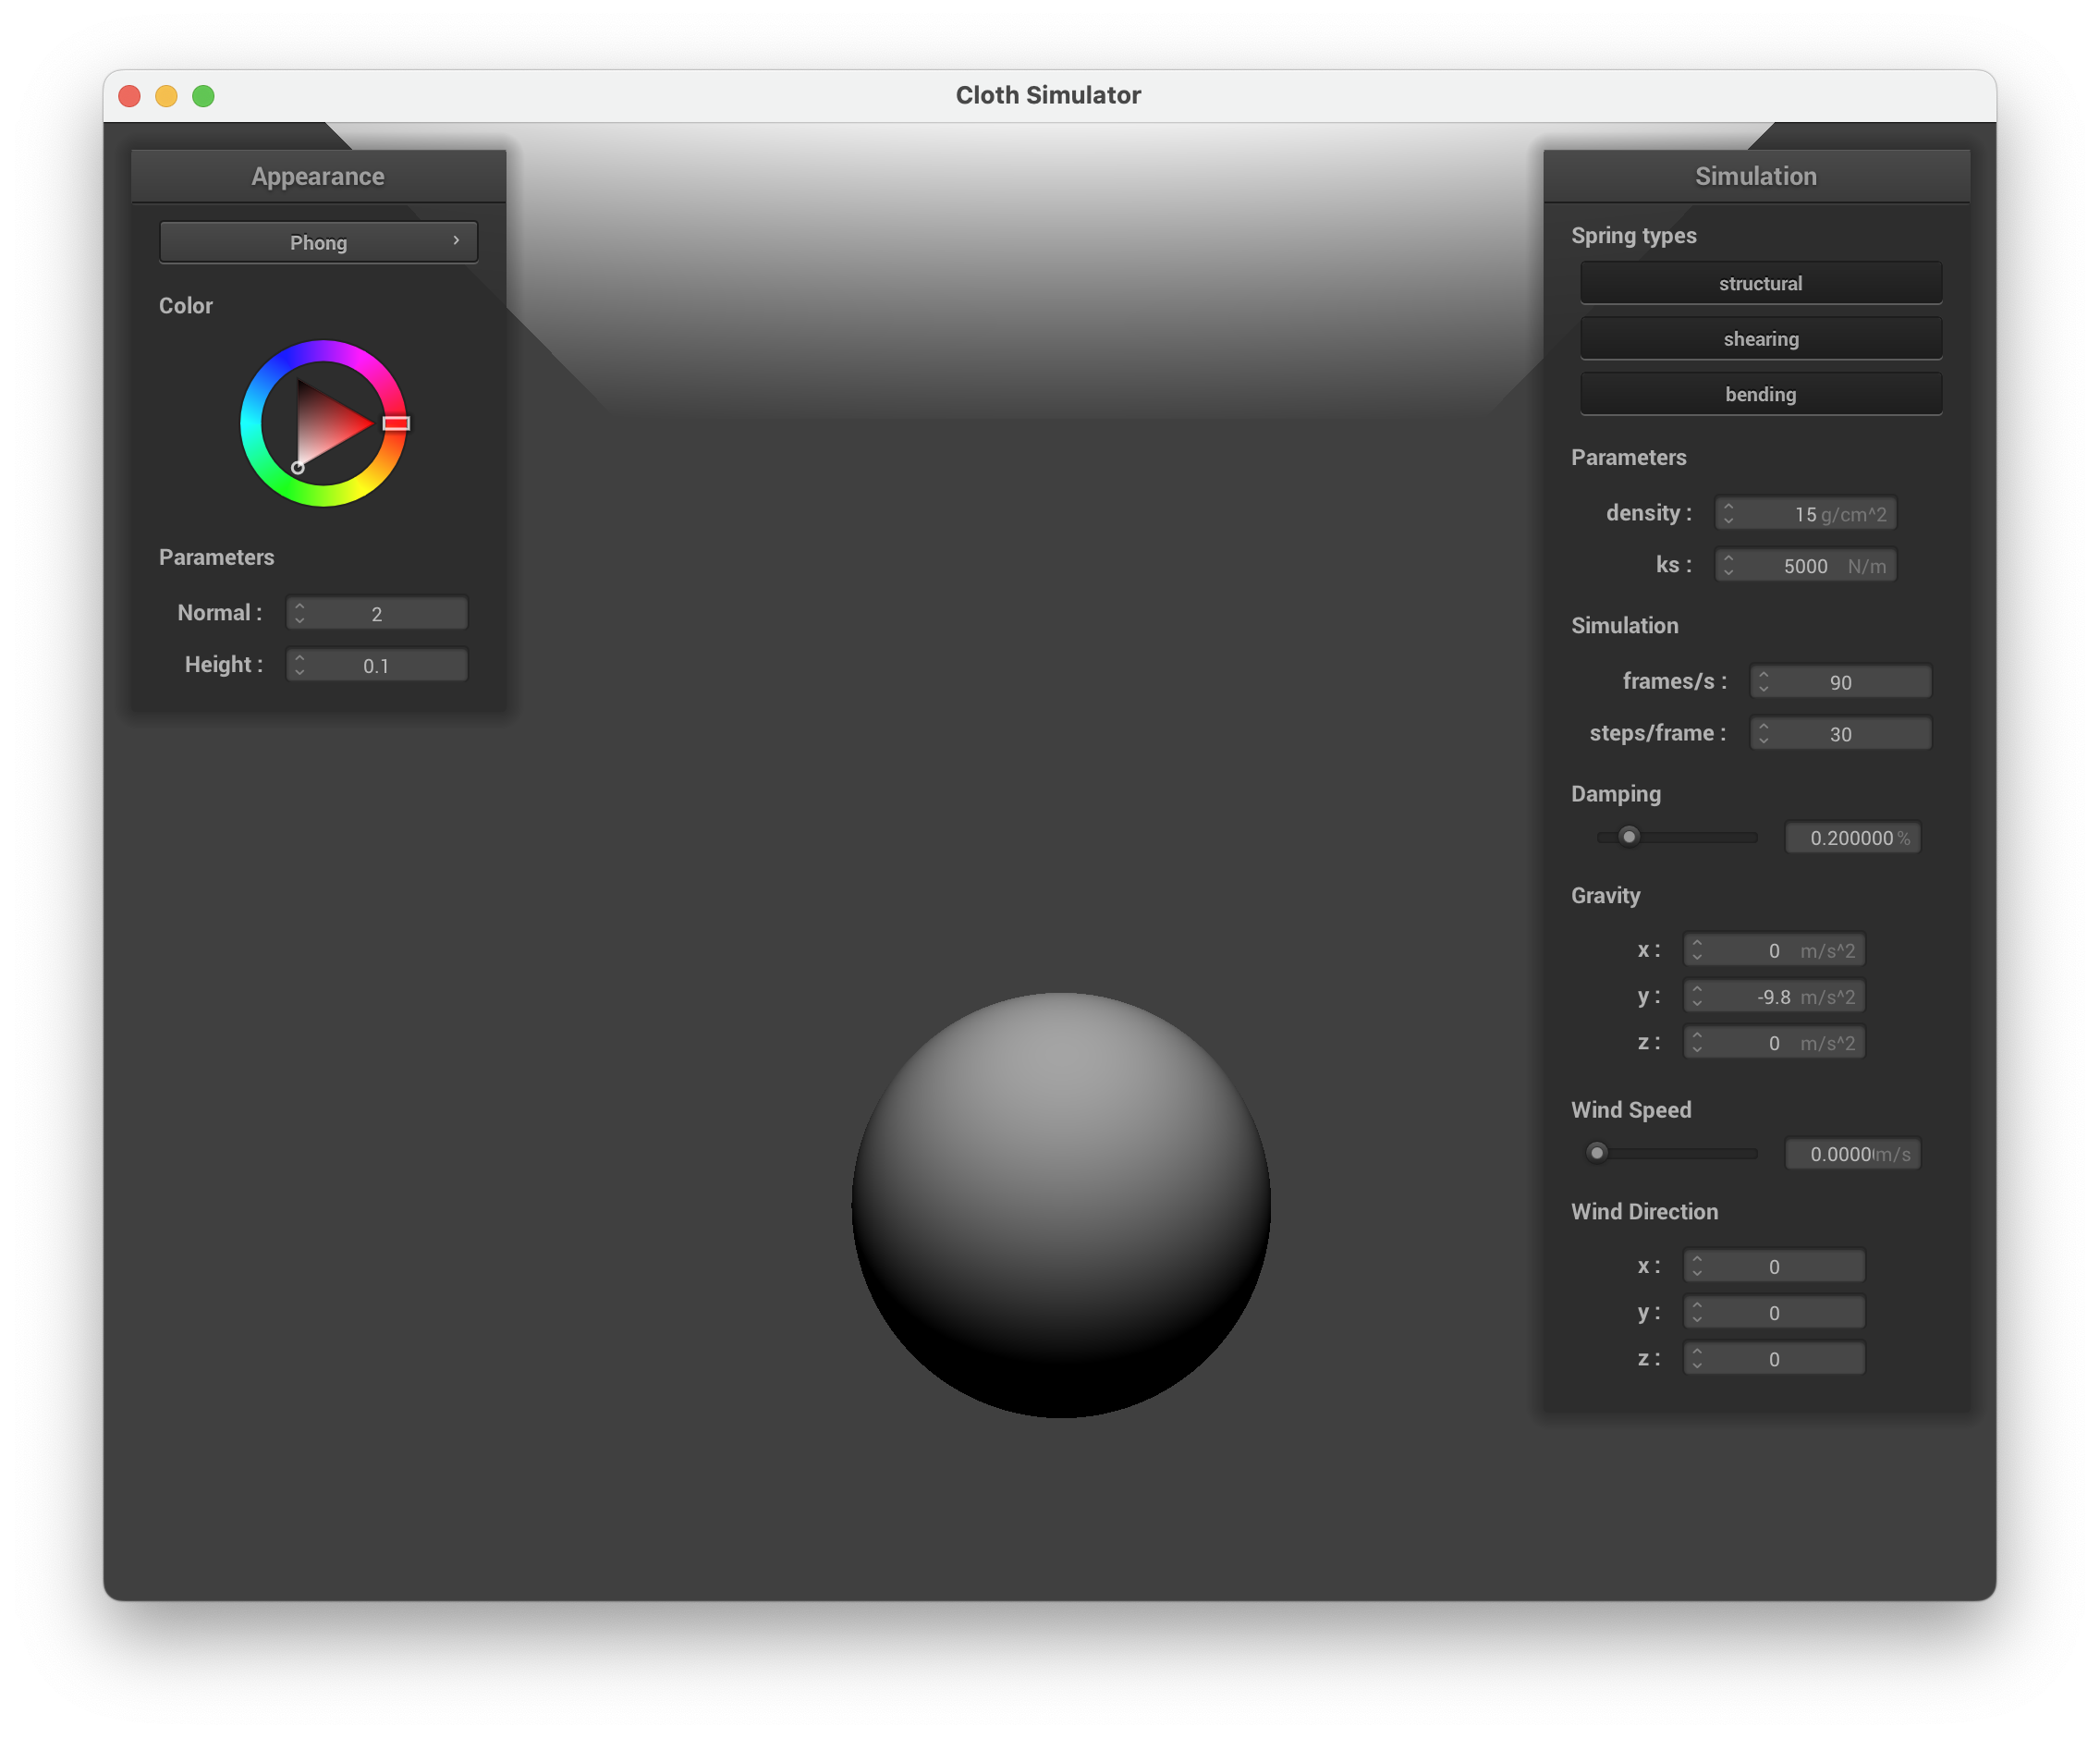 Cloth Simulator
Appearance
Phong
Color
Parameters
Normal : 2
Height : 0.1
Simulation
Spring types
structural
shearing
bending
Parameters
density : 15 g/cm^2
ks : 5000 N/m
Simulation
frames/s : 90
steps/frame : 30
Damping
0.200000 %
Gravity
x : 0 m/s^2
y : -9.8 m/s^2
z : 0 m/s^2
Wind Speed
0.0000 m/s
Wind Direction
x : 0
y : 0
z : 0